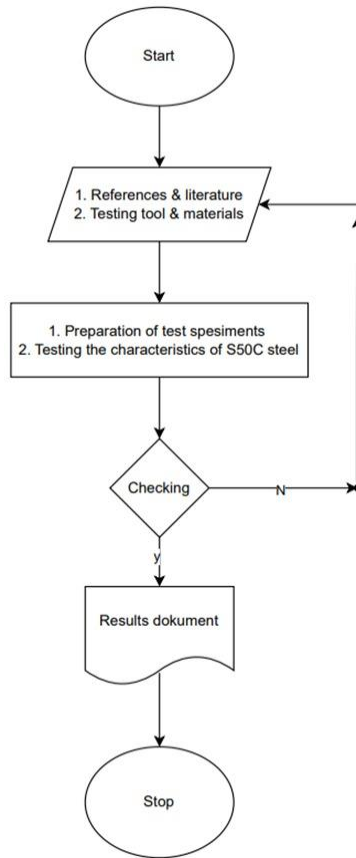 Start
1. References & literature
2. Testing tool & materials
1. Preparation of test spesiments
2. Testing the characteristics of S50C steel
Checking
N
y
Results dokument
Stop